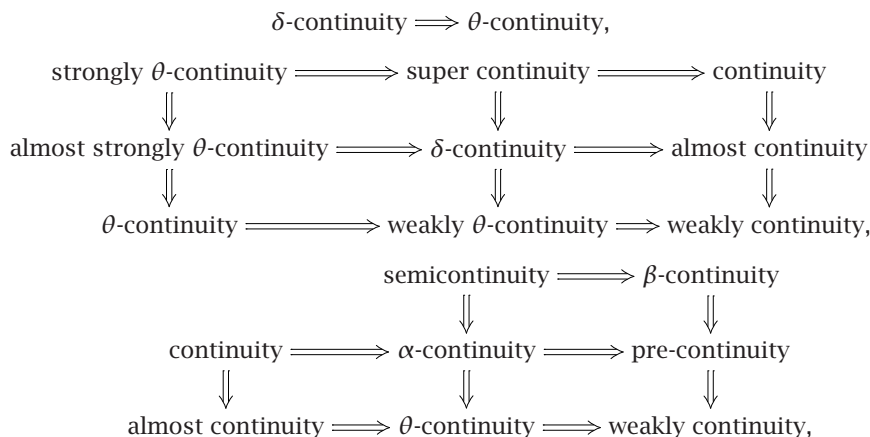 δ-continuity ⟹ θ-continuity,
strongly θ-continuity ⟹ super continuity ⟹ continuity
⇓ ⇓ ⇓
almost strongly θ-continuity ⟹ δ-continuity ⟹ almost continuity
⇓ ⇓ ⇓
θ-continuity ⟹ weakly θ-continuity ⟹ weakly continuity,
semicontinuity ⟹ β-continuity
⇓ ⇓
continuity ⟹ α-continuity ⟹ pre-continuity
⇓ ⇓ ⇓
almost continuity ⟹ θ-continuity ⟹ weakly continuity,